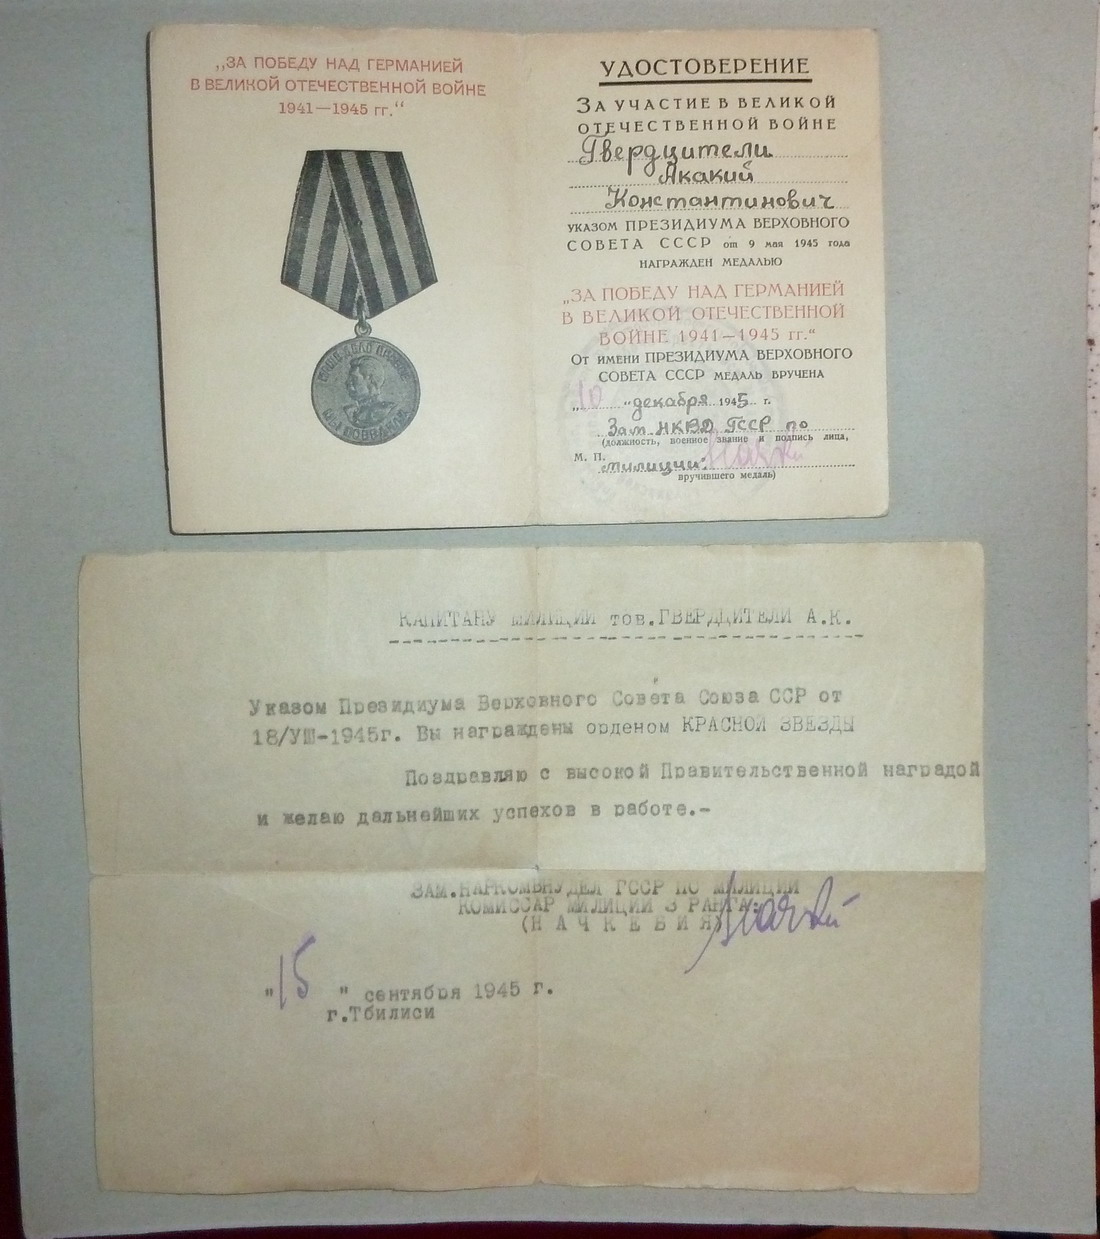 „ЗА ПОБЕДУ НАД ГЕРМАНИЕЙ
В ВЕЛИКОЙ ОТЕЧЕСТВЕННОЙ ВОЙНЕ
1941—1945 гг.“
НАШЕ ДЕЛО ПРАВОЕ
МЫ ПОБЕДИЛИ
УДОСТОВЕРЕНИЕ
ЗА УЧАСТИЕ В ВЕЛИКОЙ
ОТЕЧЕСТВЕННОЙ ВОЙНЕ
Гвердцители
Акакий
Константинович
УКАЗОМ ПРЕЗИДИУМА ВЕРХОВНОГО
СОВЕТА СССР от 9 мая 1945 года
НАГРАЖДЕН МЕДАЛЬЮ
„ЗА ПОБЕДУ НАД ГЕРМАНИЕЙ
В ВЕЛИКОЙ ОТЕЧЕСТВЕННОЙ
ВОЙНЕ 1941—1945 гг.“
ОТ ИМЕНИ ПРЕЗИДИУМА ВЕРХОВНОГО
СОВЕТА СССР МЕДАЛЬ ВРУЧЕНА
„10 “ декабря 1945 г.
Зам. НКВД ГССР по
(должность, военное звание и подпись лица,
М. П. милиции:
вручившего медаль)
КАПИТАНУ МИЛИЦИИ тов.ГВЕРДЦИТЕЛИ А.К.
Указом Президиума Верховного Совета Союза ССР от
18/УШ-1945г. Вы награждены орденом КРАСНОЙ ЗВЕЗДЫ
Поздравляю с высокой Правительственной наградой
и желаю дальнейших успехов в работе.-
ЗАМ.НАРКОМВНУДЕЛ ГССР ПО МИЛИЦИИ
КОМИССАР МИЛИЦИИ 3 РАНГА:
(Н А Ч К Е Б И Я)
"15 " сентября 1945 г.
г.Тбилиси